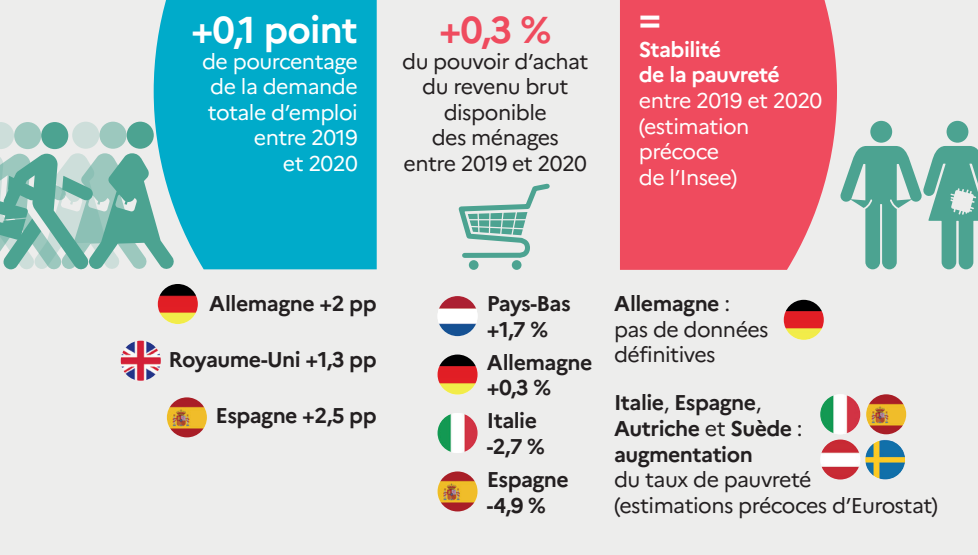 +0,1 point
de pourcentage
de la demande
totale d’emploi
entre 2019
et 2020
Allemagne +2 pp
Royaume-Uni +1,3 pp
Espagne +2,5 pp
+0,3 %
du pouvoir d’achat
du revenu brut
disponible
des ménages
entre 2019 et 2020
Pays-Bas
+1,7 %
Allemagne
+0,3 %
Italie
-2,7 %
Espagne
-4,9 %
=
Stabilité
de la pauvreté
entre 2019 et 2020
(estimation
précoce
de l’Insee)
Allemagne :
pas de données
définitives
Italie, Espagne,
Autriche et Suède :
augmentation
du taux de pauvreté
(estimations précoces d’Eurostat)